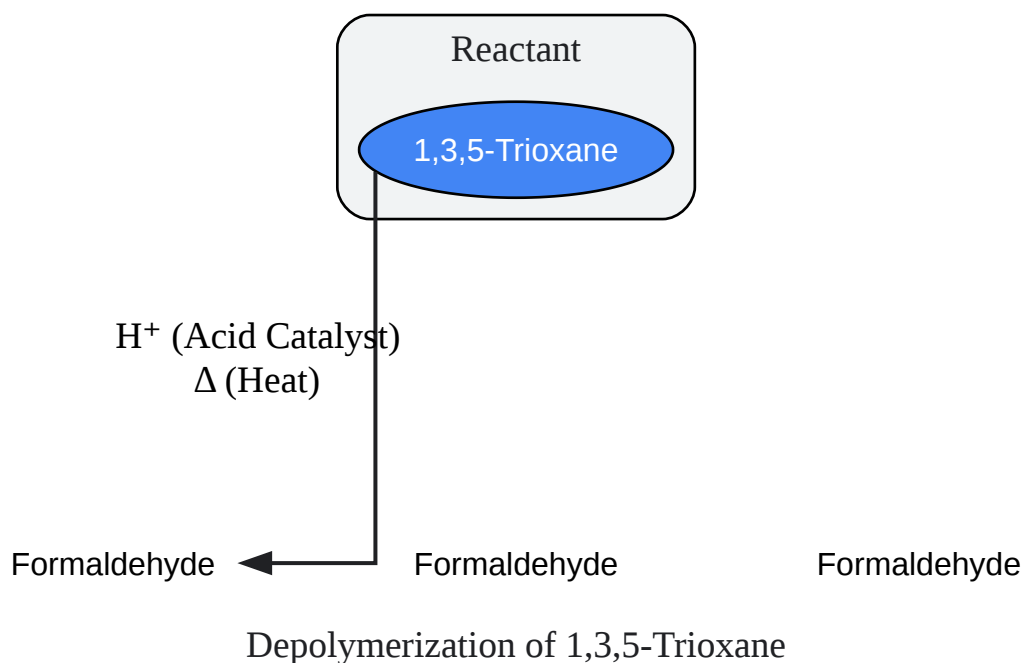 Reactant
1,3,5-Trioxane
H⁺ (Acid Catalyst)
Δ (Heat)
Formaldehyde Formaldehyde Formaldehyde
Depolymerization of 1,3,5-Trioxane